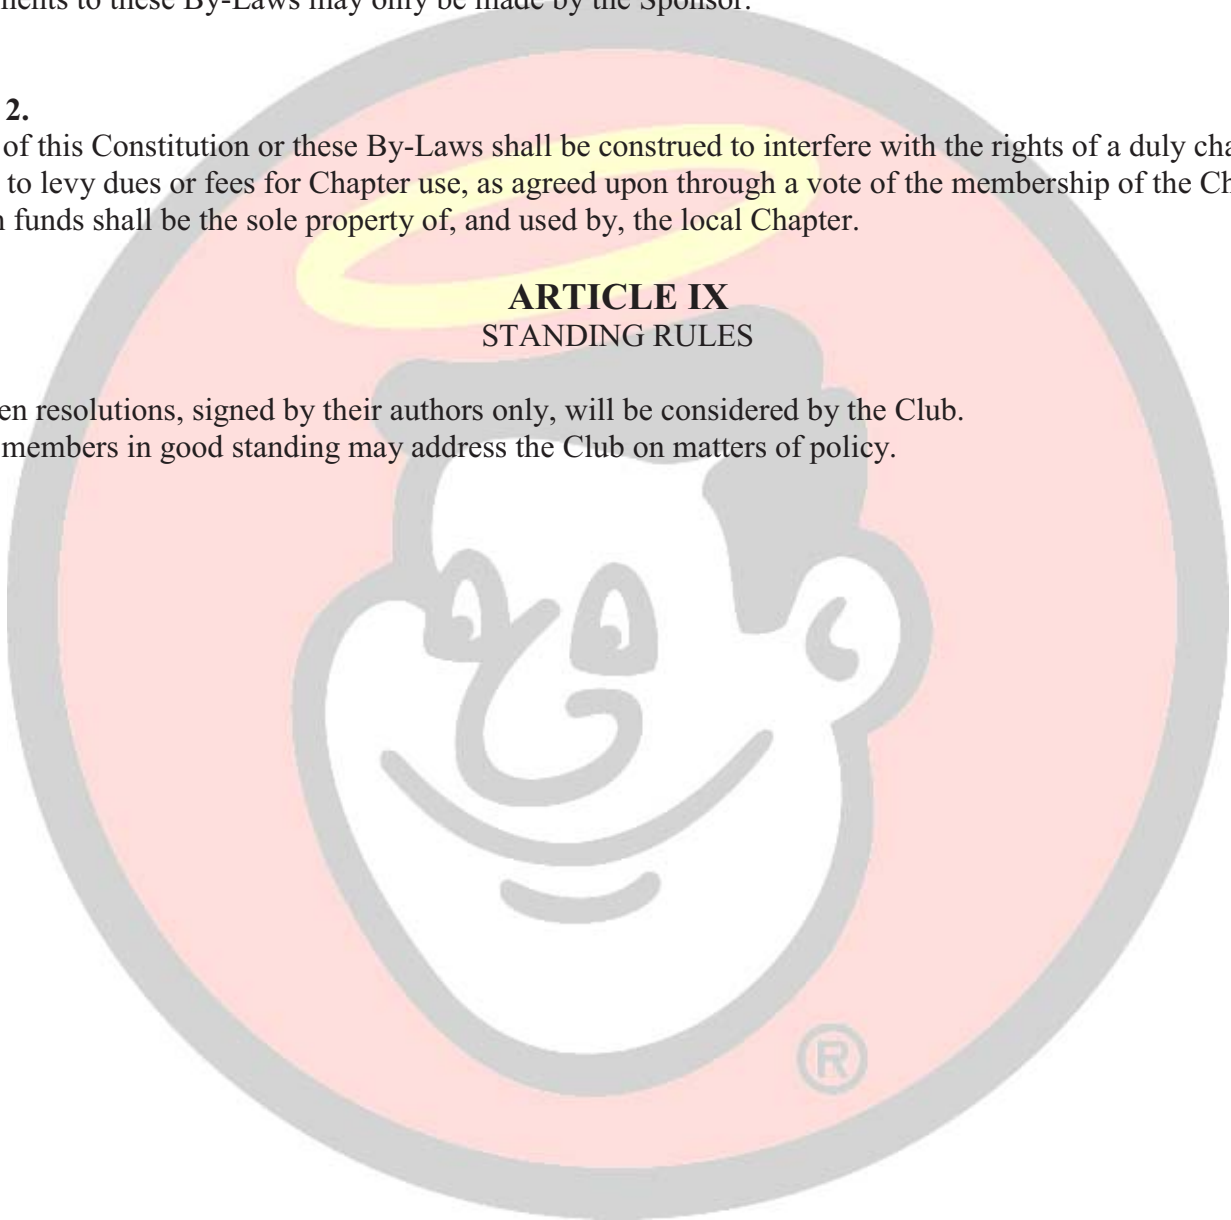 ments to these By-Laws may only be made by the Sponsor.
2.
of this Constitution or these By-Laws shall be construed to interfere with the rights of a duly cha
to levy dues or fees for Chapter use, as agreed upon through a vote of the membership of the Ch
funds shall be the sole property of, and used by, the local Chapter.
ARTICLE IX
STANDING RULES
en resolutions, signed by their authors only, will be considered by the Club.
members in good standing may address the Club on matters of policy.
®